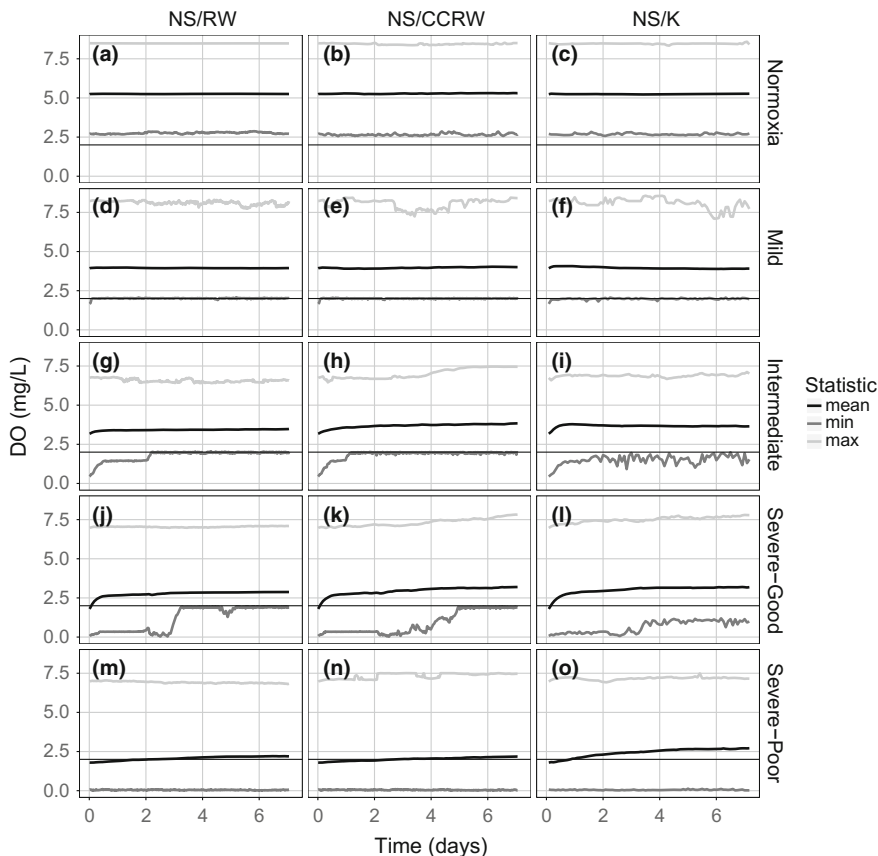 NS/RW NS/CCRW NS/K
(a) (b) (c)
7.5
5.0
2.5
0.0
Normoxia
(d) (e) (f)
7.5
5.0
2.5
0.0
Mild
(g) (h) (i)
7.5
5.0
2.5
0.0
Intermediate
(j) (k) (l)
7.5
5.0
2.5
0.0
Severe−Good
(m) (n) (o)
7.5
5.0
2.5
0.0
Severe−Poor
0 2 4 6 0 2 4 6 0 2 4 6
Time (days)
DO (mg/L)
Statistic
mean
min
max